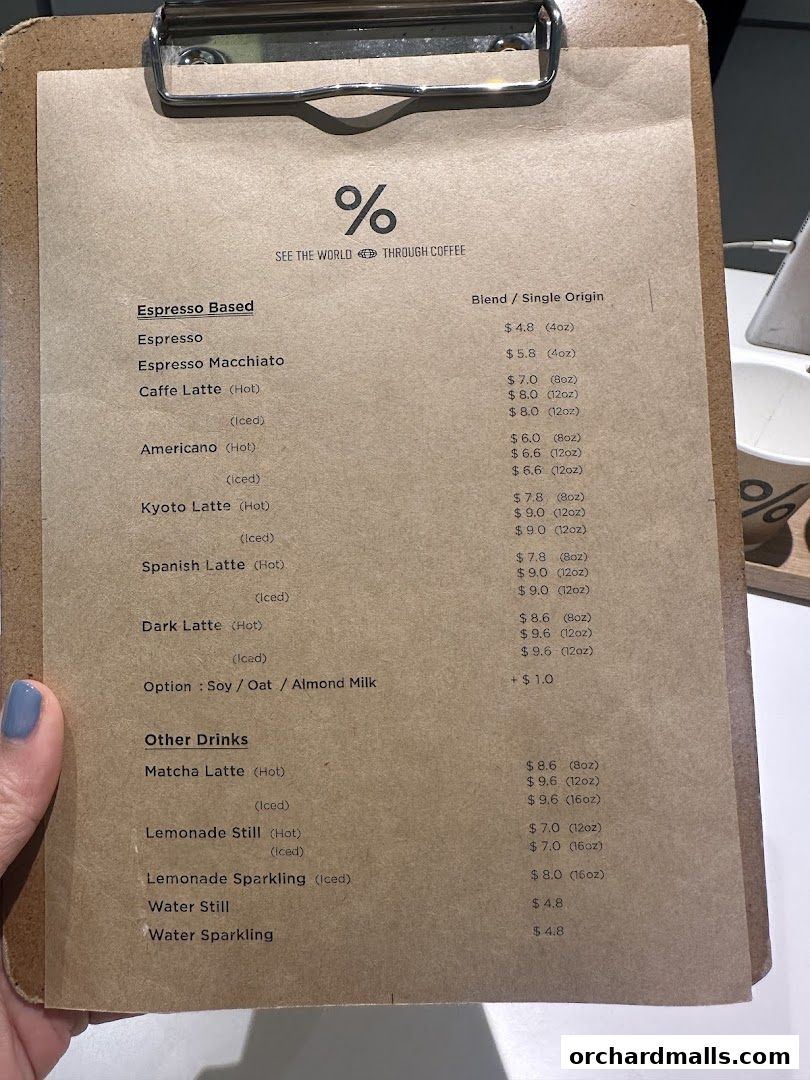 %
SEE THE WORLD THROUGH COFFEE
Espresso Based Blend / Single Origin
Espresso $ 4.8 (4oz)
Espresso Macchiato $ 5.8 (4oz)
Caffe Latte (Hot) $ 7.0 (8oz)
$ 8.0 (12oz)
(Iced) $ 8.0 (12oz)
Americano (Hot) $ 6.0 (8oz)
$ 6.6 (12oz)
(Iced) $ 6.6 (12oz)
Kyoto Latte (Hot) $ 7.8 (8oz)
$ 9.0 (12oz)
(Iced) $ 9.0 (12oz)
Spanish Latte (Hot) $ 7.8 (8oz)
$ 9.0 (12oz)
(Iced) $ 9.0 (12oz)
Dark Latte (Hot) $ 8.6 (8oz)
$ 9.6 (12oz)
(Iced) $ 9.6 (12oz)
Option : Soy / Oat / Almond Milk + $ 1.0
Other Drinks
Matcha Latte (Hot) $ 8.6 (8oz)
$ 9.6 (12oz)
(Iced) $ 9.6 (16oz)
Lemonade Still (Hot) $ 7.0 (12oz)
(Iced) $ 7.0 (16oz)
Lemonade Sparkling (Iced) $ 8.0 (16oz)
Water Still $ 4.8
Water Sparkling $ 4.8
%
orchardmalls.com